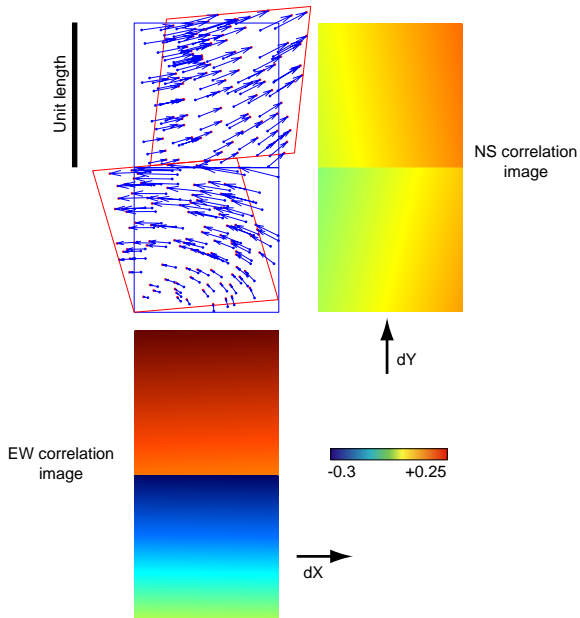 Unit length
NS correlation
image
dY
EW correlation
image
-0.3
+0.25
dX